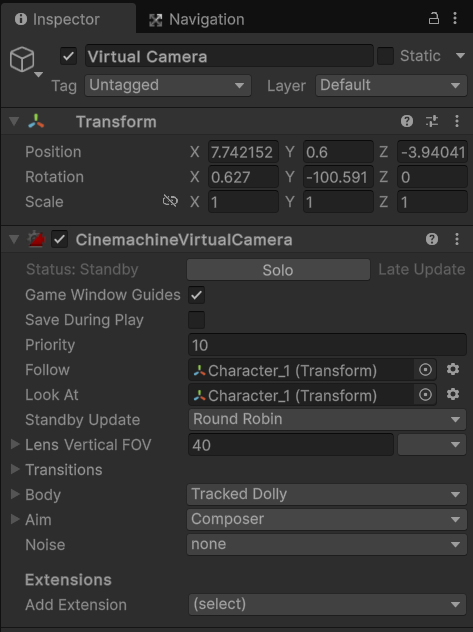 Inspector Navigation
Virtual Camera Static
Tag Untagged Layer Default
Transform
Position X 7.742152 Y 0.6 Z -3.94041
Rotation X 0.627 Y -100.591 Z 0
Scale X 1 Y 1 Z 1
CinemachineVirtualCamera
Status: Standby Solo Late Update
Game Window Guides
Save During Play
Priority 10
Follow Character_1 (Transform)
Look At Character_1 (Transform)
Standby Update Round Robin
Lens Vertical FOV 40
Transitions
Body Tracked Dolly
Aim Composer
Noise none
Extensions
Add Extension (select)